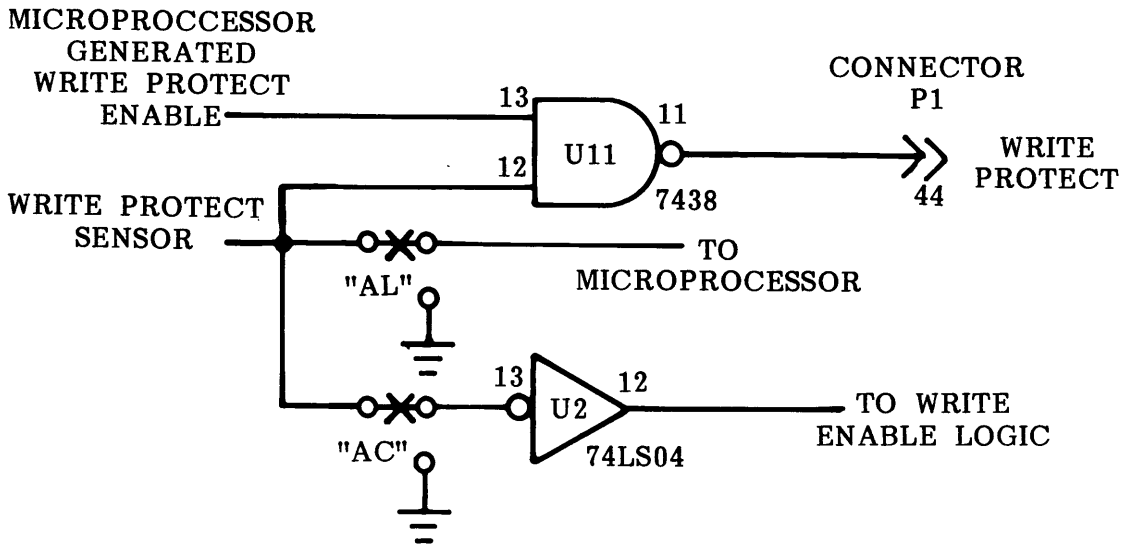 MICROPROCCESSOR
GENERATED
WRITE PROTECT
ENABLE
13
11
CONNECTOR
P1
U11
12
7438
WRITE
PROTECT
44
WRITE PROTECT
SENSOR
TO
MICROPROCESSOR
"AL"
13
12
U2
TO WRITE
ENABLE LOGIC
"AC"
74LS04